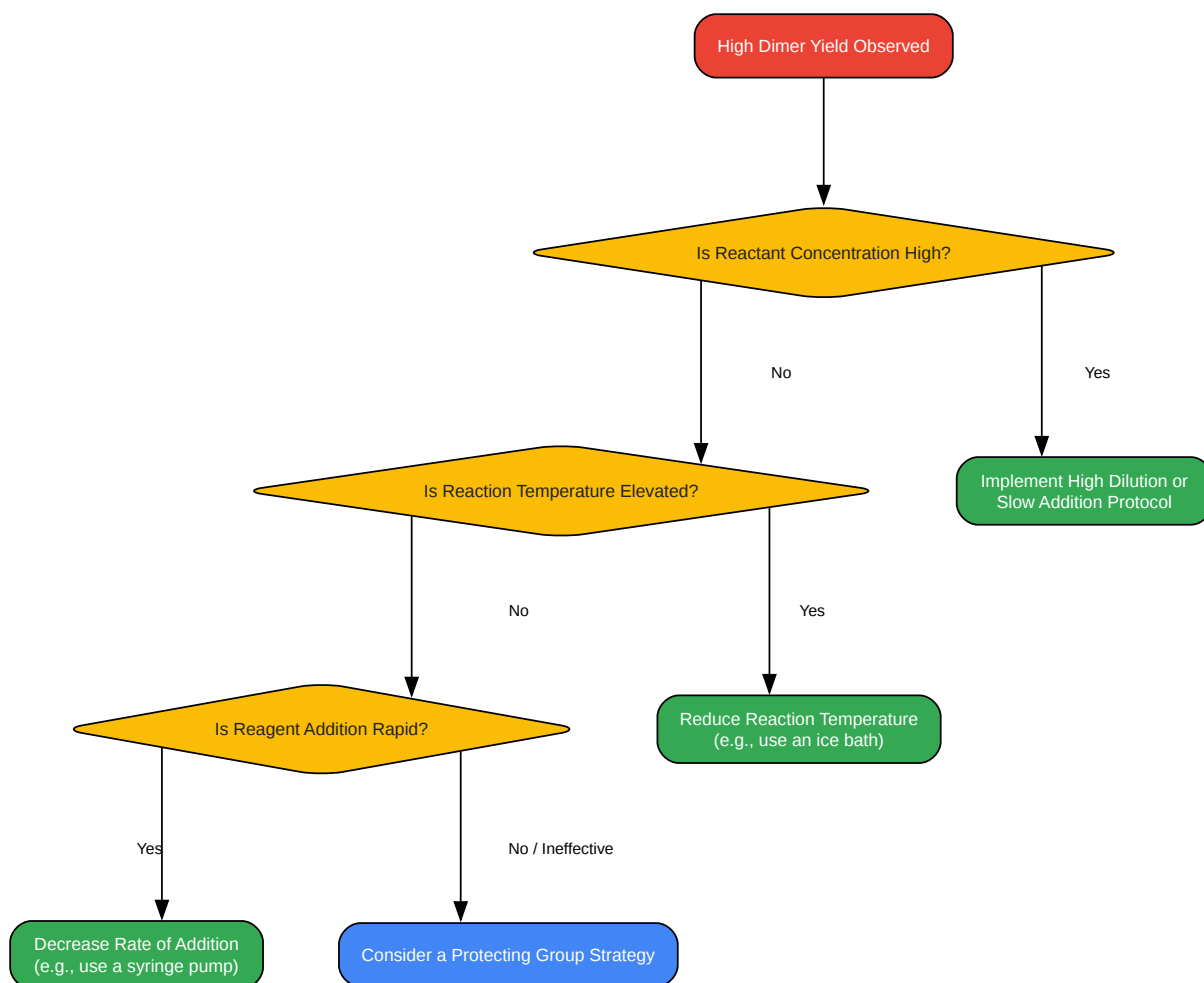 High Dimer Yield Observed
Is Reactant Concentration High?
No
Yes
Is Reaction Temperature Elevated?
Implement High Dilution or
Slow Addition Protocol
No
Yes
Is Reagent Addition Rapid?
Reduce Reaction Temperature
(e.g., use an ice bath)
Yes
No / Ineffective
Decrease Rate of Addition
(e.g., use a syringe pump)
Consider a Protecting Group Strategy